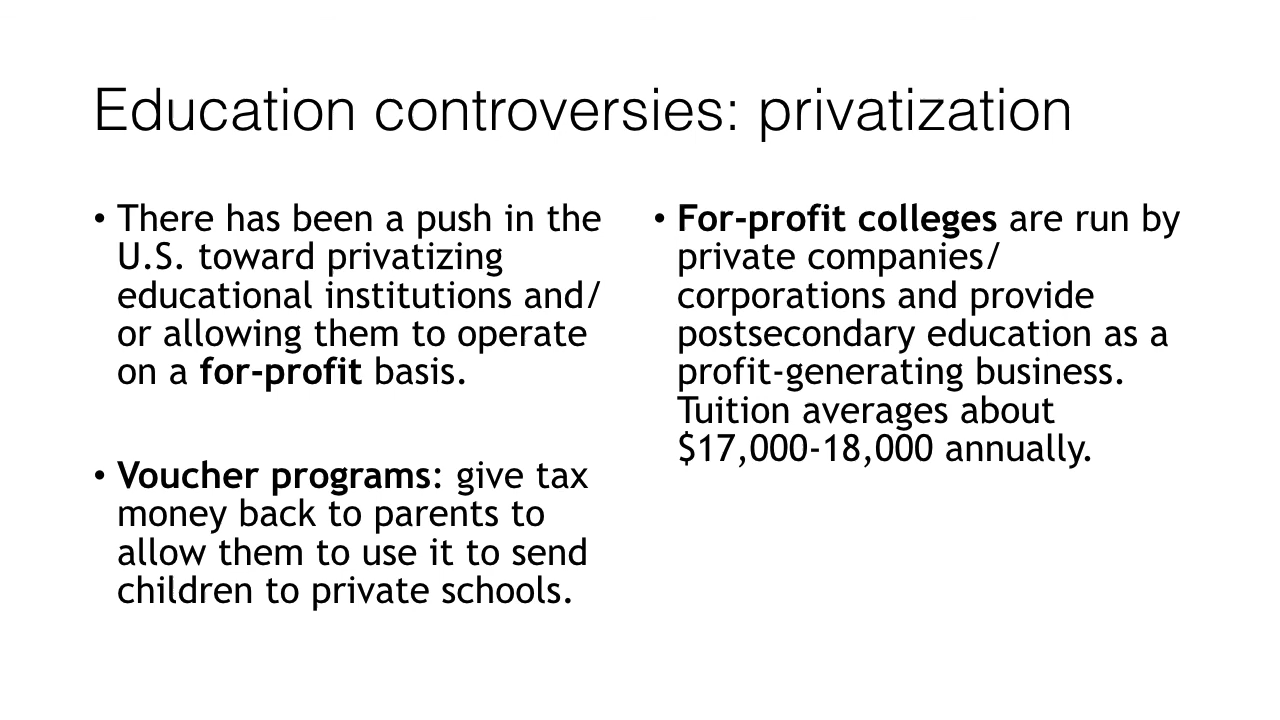 Education controversies: privatization
• There has been a push in the
U.S. toward privatizing
educational institutions and/
or allowing them to operate
on a for-profit basis.
• Voucher programs: give tax
money back to parents to
allow them to use it to send
children to private schools.
• For-profit colleges are run by
private companies/
corporations and provide
postsecondary education as a
profit-generating business.
Tuition averages about
$17,000-18,000 annually.